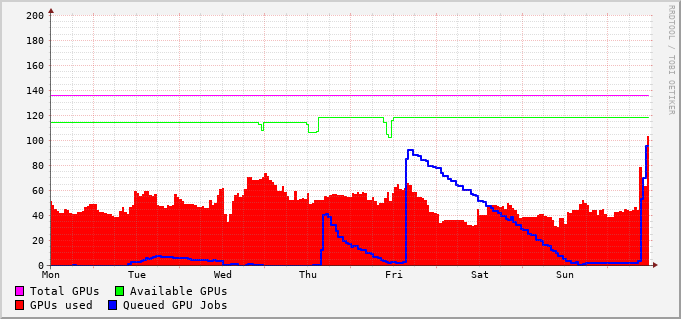 200
180
160
140
120
100
80
60
40
20
0
Mon Tue Wed Thu Fri Sat Sun
Total GPUs Available GPUs
GPUs used Queued GPU Jobs
RRDTOOL / TOBI OETIKER